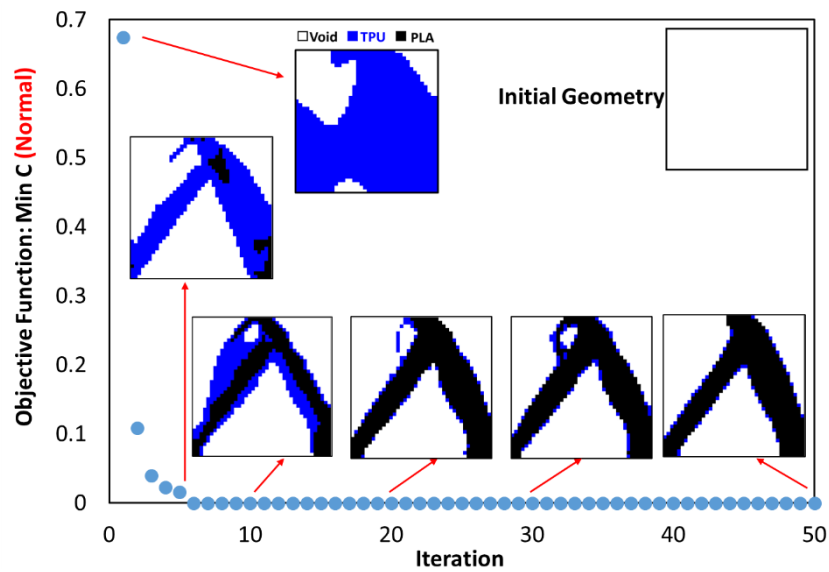 Objective Function: Min C (Normal)
0.7
0.6
0.5
0.4
0.3
0.2
0.1
0
Void TPU PLA
Initial Geometry
0 10 20 30 40 50
Iteration